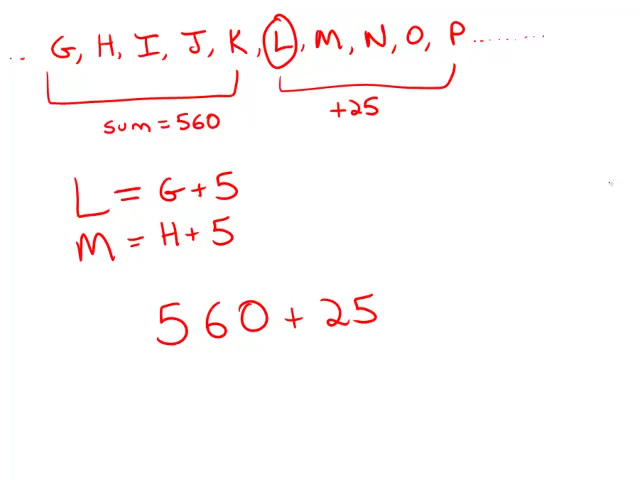 .. G, H, I, J, K, L, M, N, O, P.........
sum = 560
+25
L = G+5
M = H+5
560 + 25